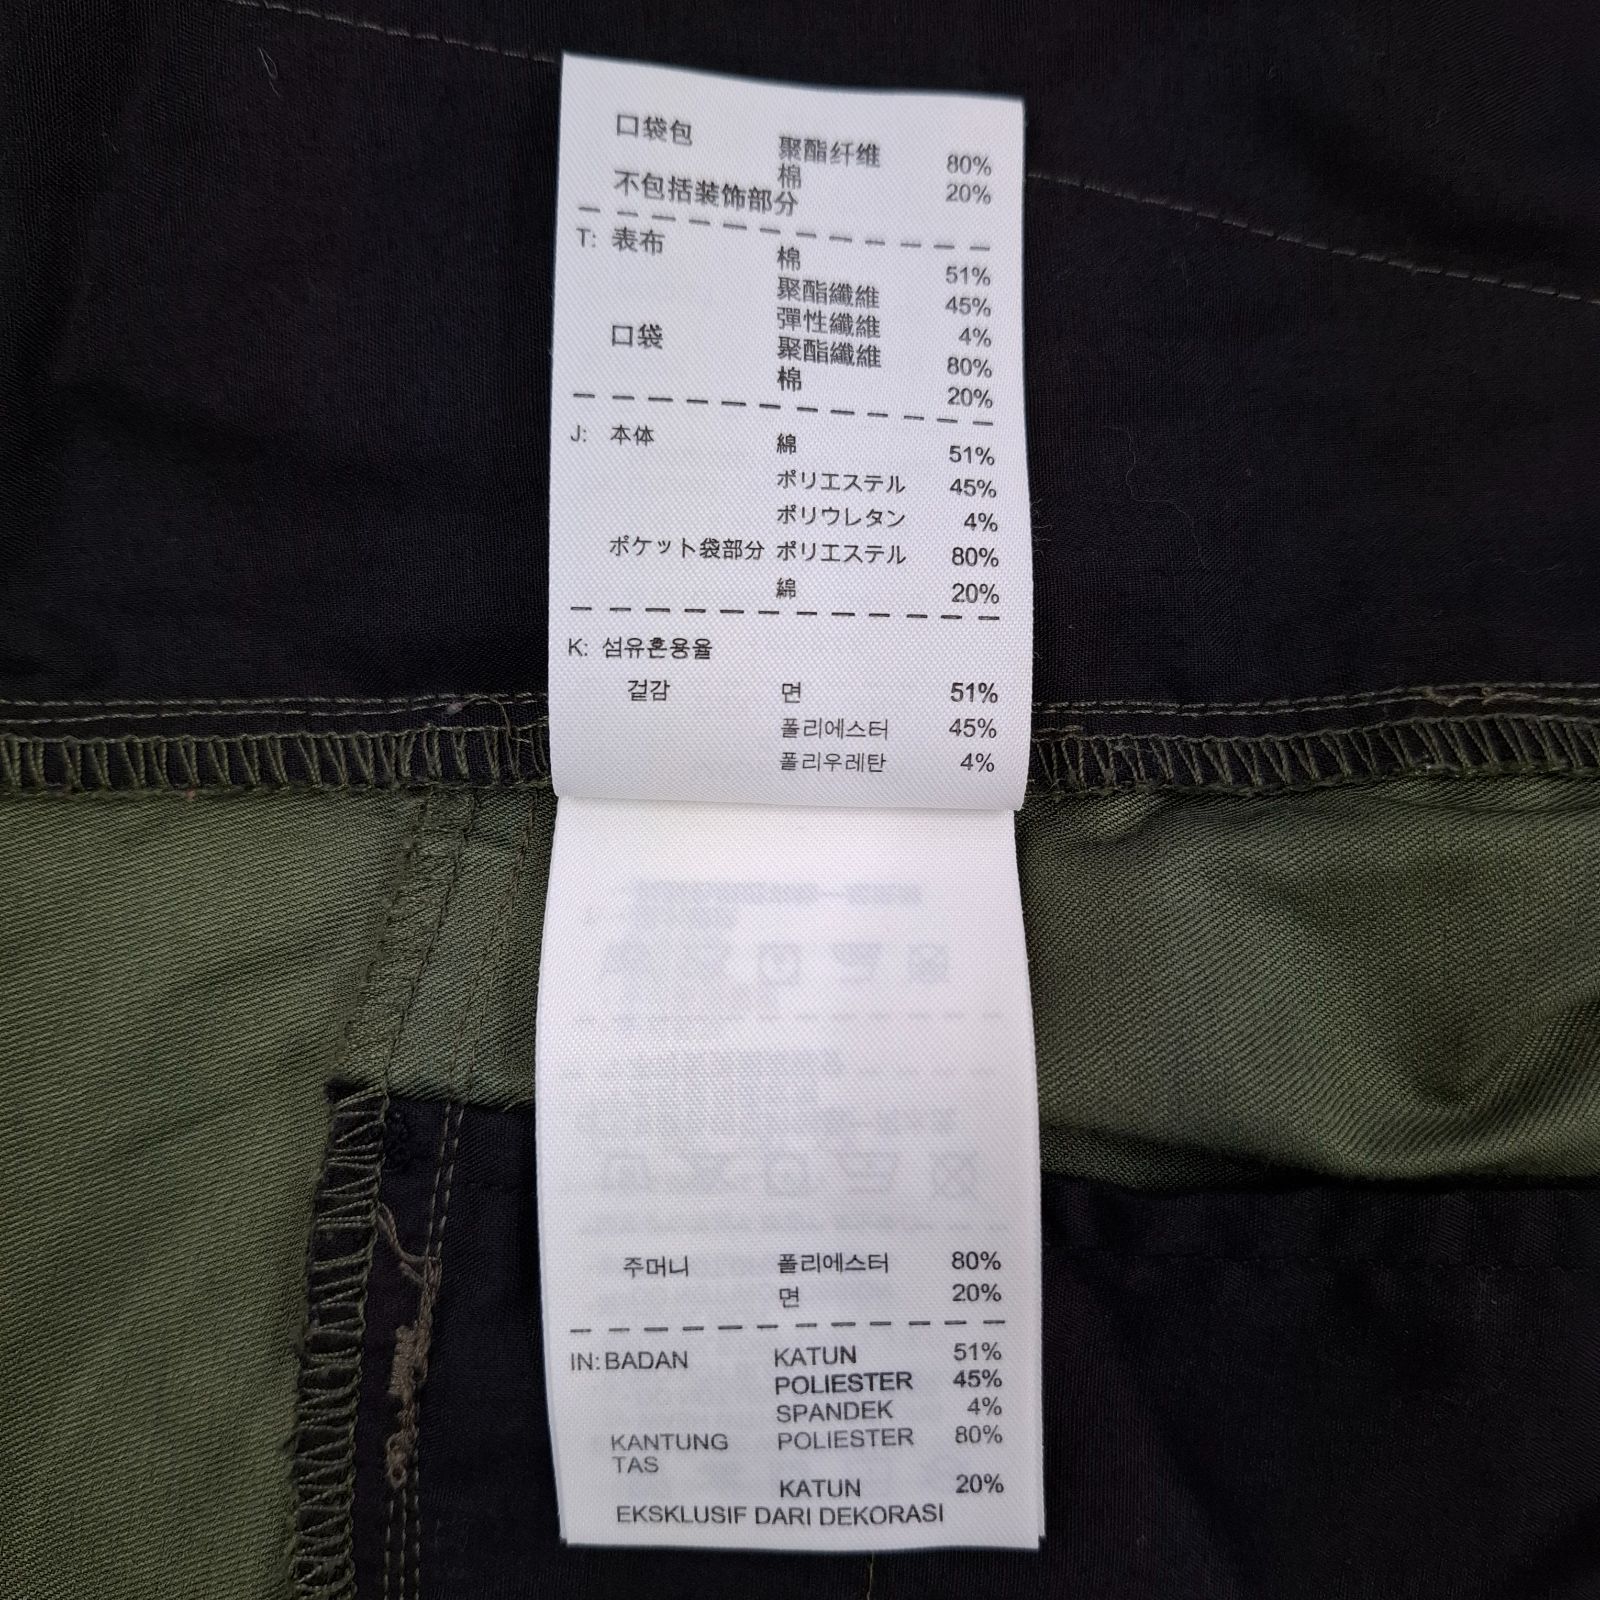 口袋包 聚酯纤维 80%
棉 20%
不包括装饰部分
T: 表布 棉 51%
聚酯纖維 45%
彈性纖維 4%
口袋 聚酯纖維 80%
棉 20%
J: 本体 綿 51%
ポリエステル 45%
ポリウレタン 4%
ポケット袋部分 ポリエステル 80%
綿 20%
K: 섬유혼용율
겉감 면 51%
폴리에스터 45%
폴리우레탄 4%
주머니 폴리에스터 80%
면 20%
IN: BADAN KATUN 51%
POLIESTER 45%
SPANDEK 4%
KANTUNG POLIESTER 80%
TAS
KATUN 20%
EKSKLUSIF DARI DEKORASI